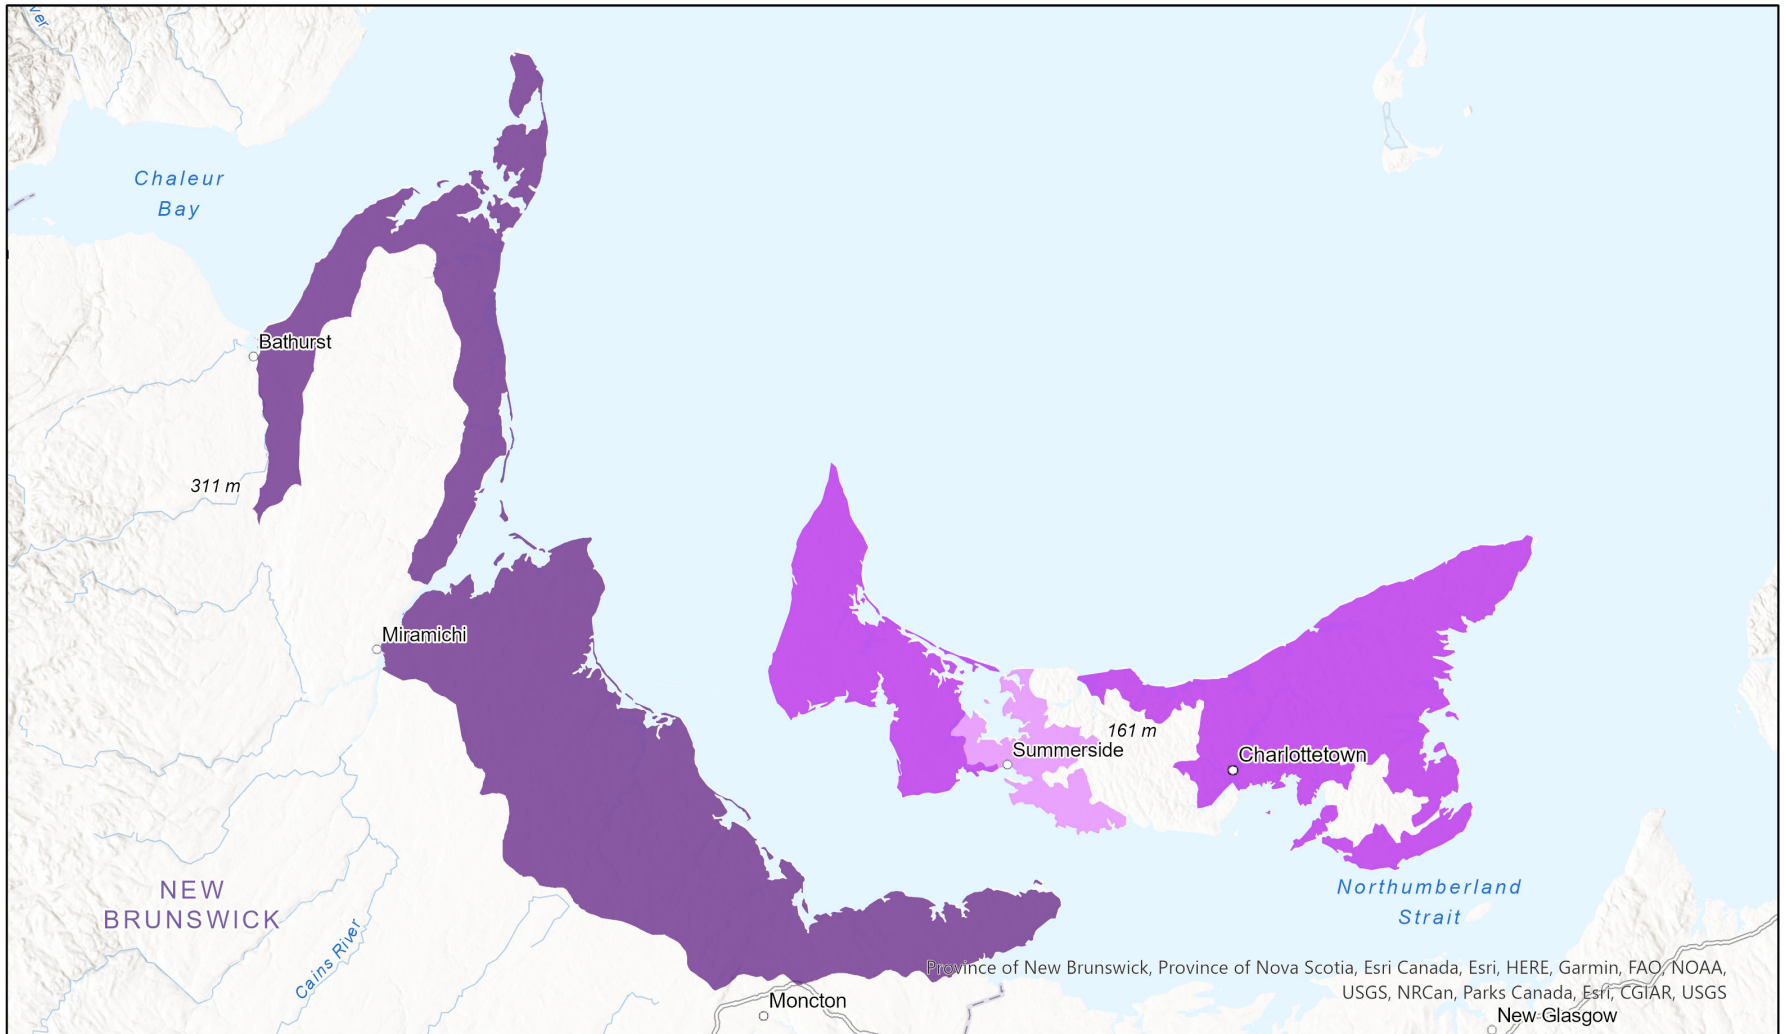 ver
Chaleur
Bay
Bathurst
311 m
Miramichi
161 m
Summerside
Charlottetown
NEW
BRUNSWICK
Cains River
Northumberland
Strait
Province of New Brunswick, Province of Nova Scotia, Esri Canada, Esri, HERE, Garmin, FAO, NOAA,
USGS, NRCan, Parks Canada, Esri, CGIAR, USGS
Moncton
New Glasgow